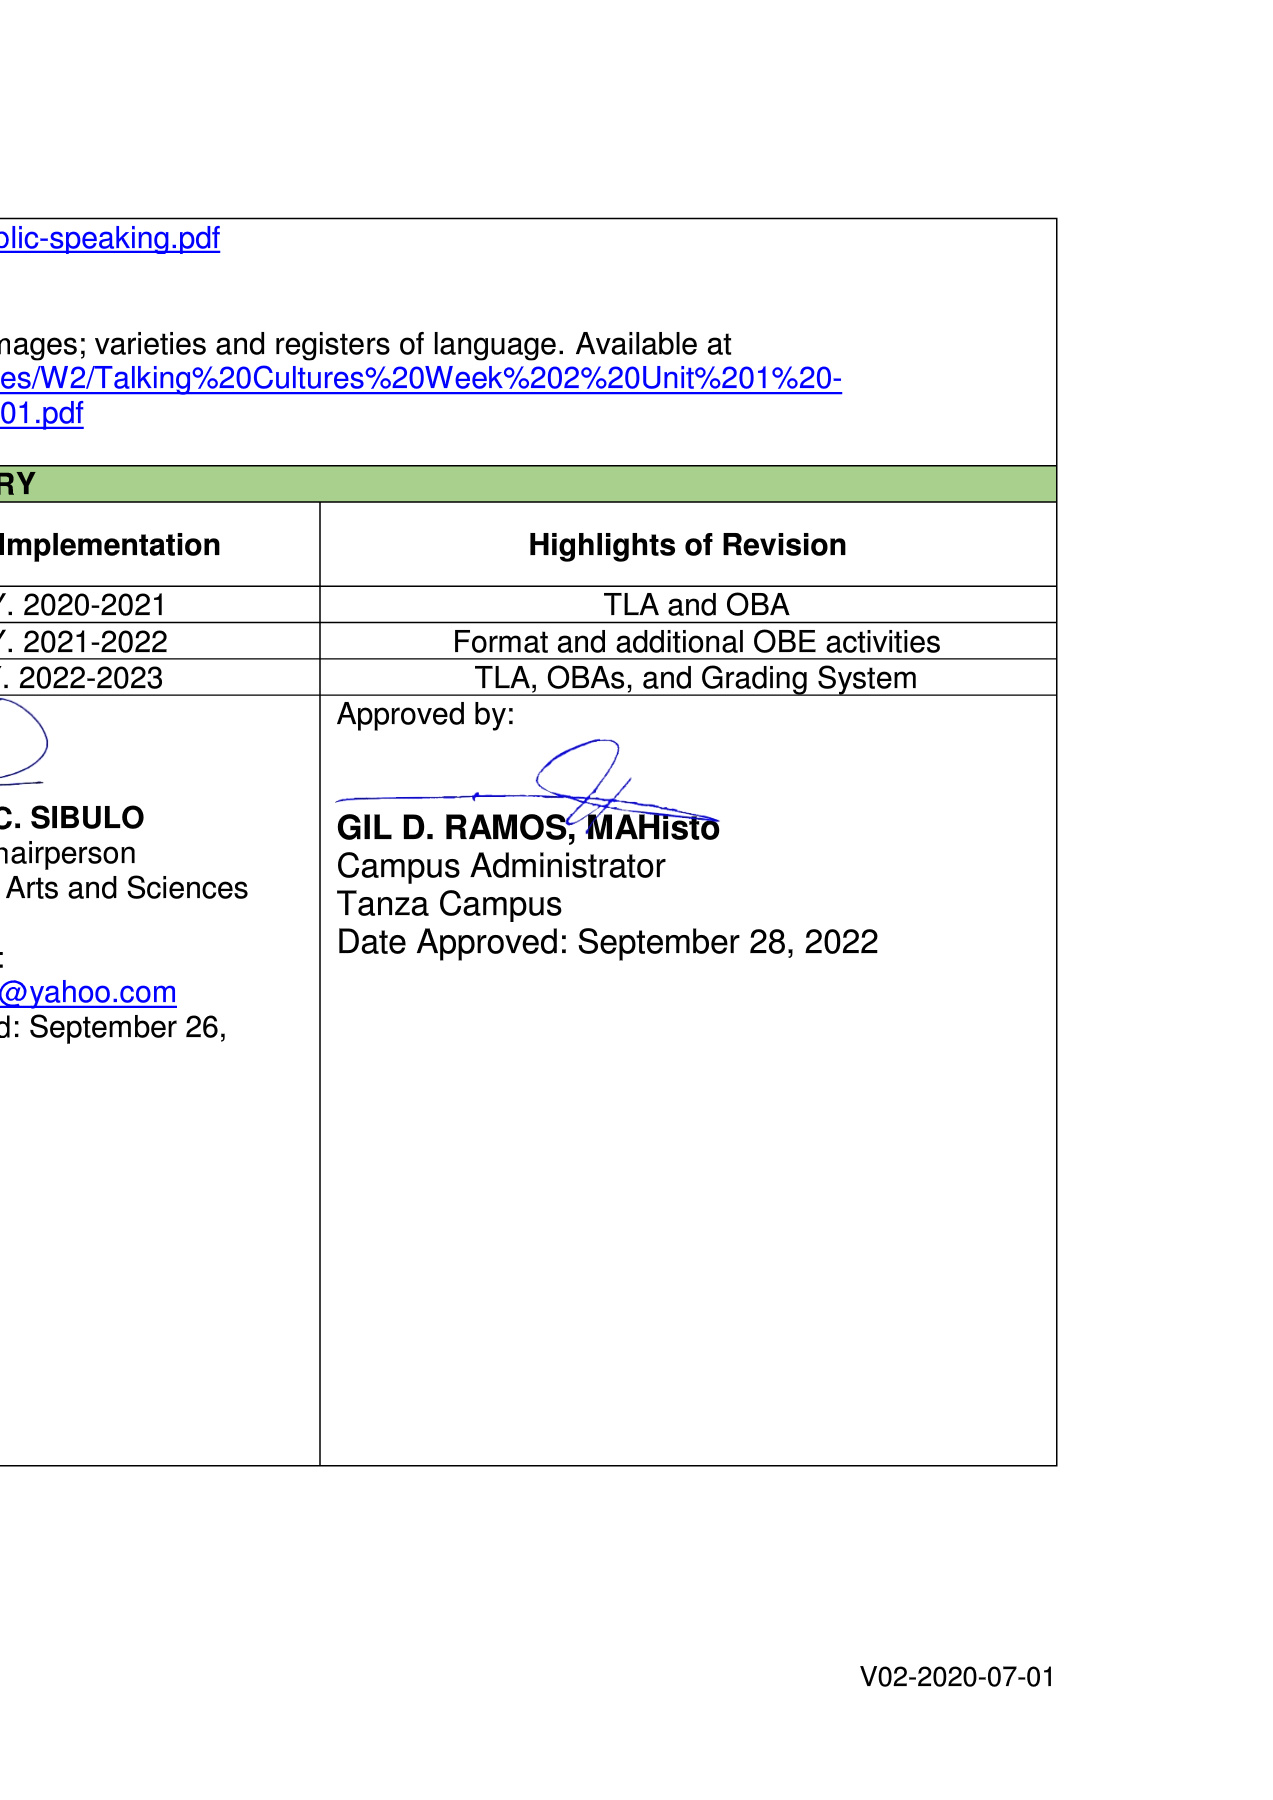 blic-speaking.pdf
mages; varieties and registers of language. Available at
es/W2/Talking%20Cultures%20Week%202%20Unit%201%20-
01.pdf
RY
Implementation
Highlights of Revision
Y. 2020-2021
TLA and OBA
Y. 2021-2022
Format and additional OBE activities
Y. 2022-2023
TLA, OBAs, and Grading System
C. SIBULO
hairperson
Arts and Sciences
:
@yahoo.com
d: September 26,
Approved by:
GIL D. RAMOS, MAHisto
Campus Administrator
Tanza Campus
Date Approved: September 28, 2022
V02-2020-07-01